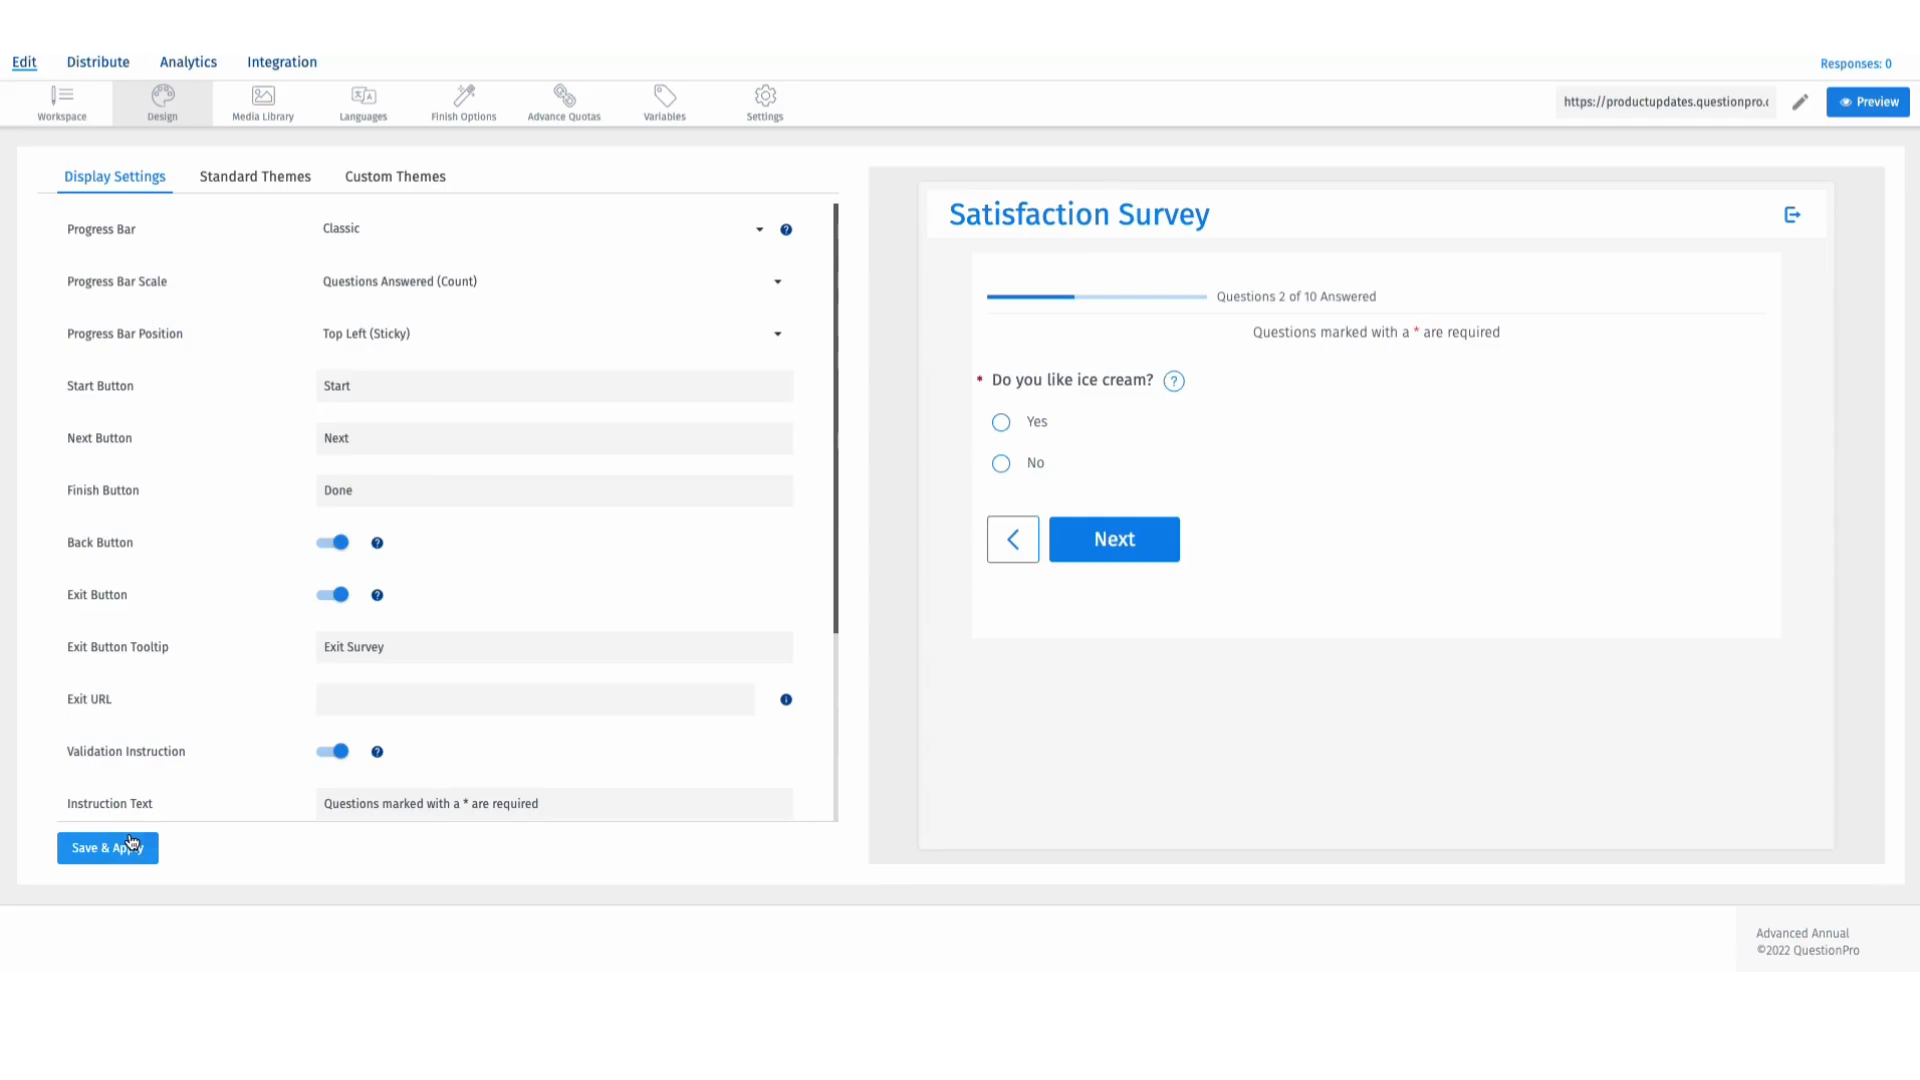 Edit Distribute Analytics Integration
Responses: 0
Workspace Design Media Library Languages Finish Options Advance Quotas Variables Settings
https://productupdates.questionpro.c
Preview
Display Settings Standard Themes Custom Themes
Progress Bar Classic
Progress Bar Scale Questions Answered (Count)
Progress Bar Position Top Left (Sticky)
Start Button Start
Next Button Next
Finish Button Done
Back Button
Exit Button
Exit Button Tooltip Exit Survey
Exit URL
Validation Instruction
Instruction Text Questions marked with a * are required
Save & Apply
Satisfaction Survey
Questions 2 of 10 Answered
Questions marked with a * are required
* Do you like ice cream? ?
Yes
No
Next
Advanced Annual
©2022 QuestionPro